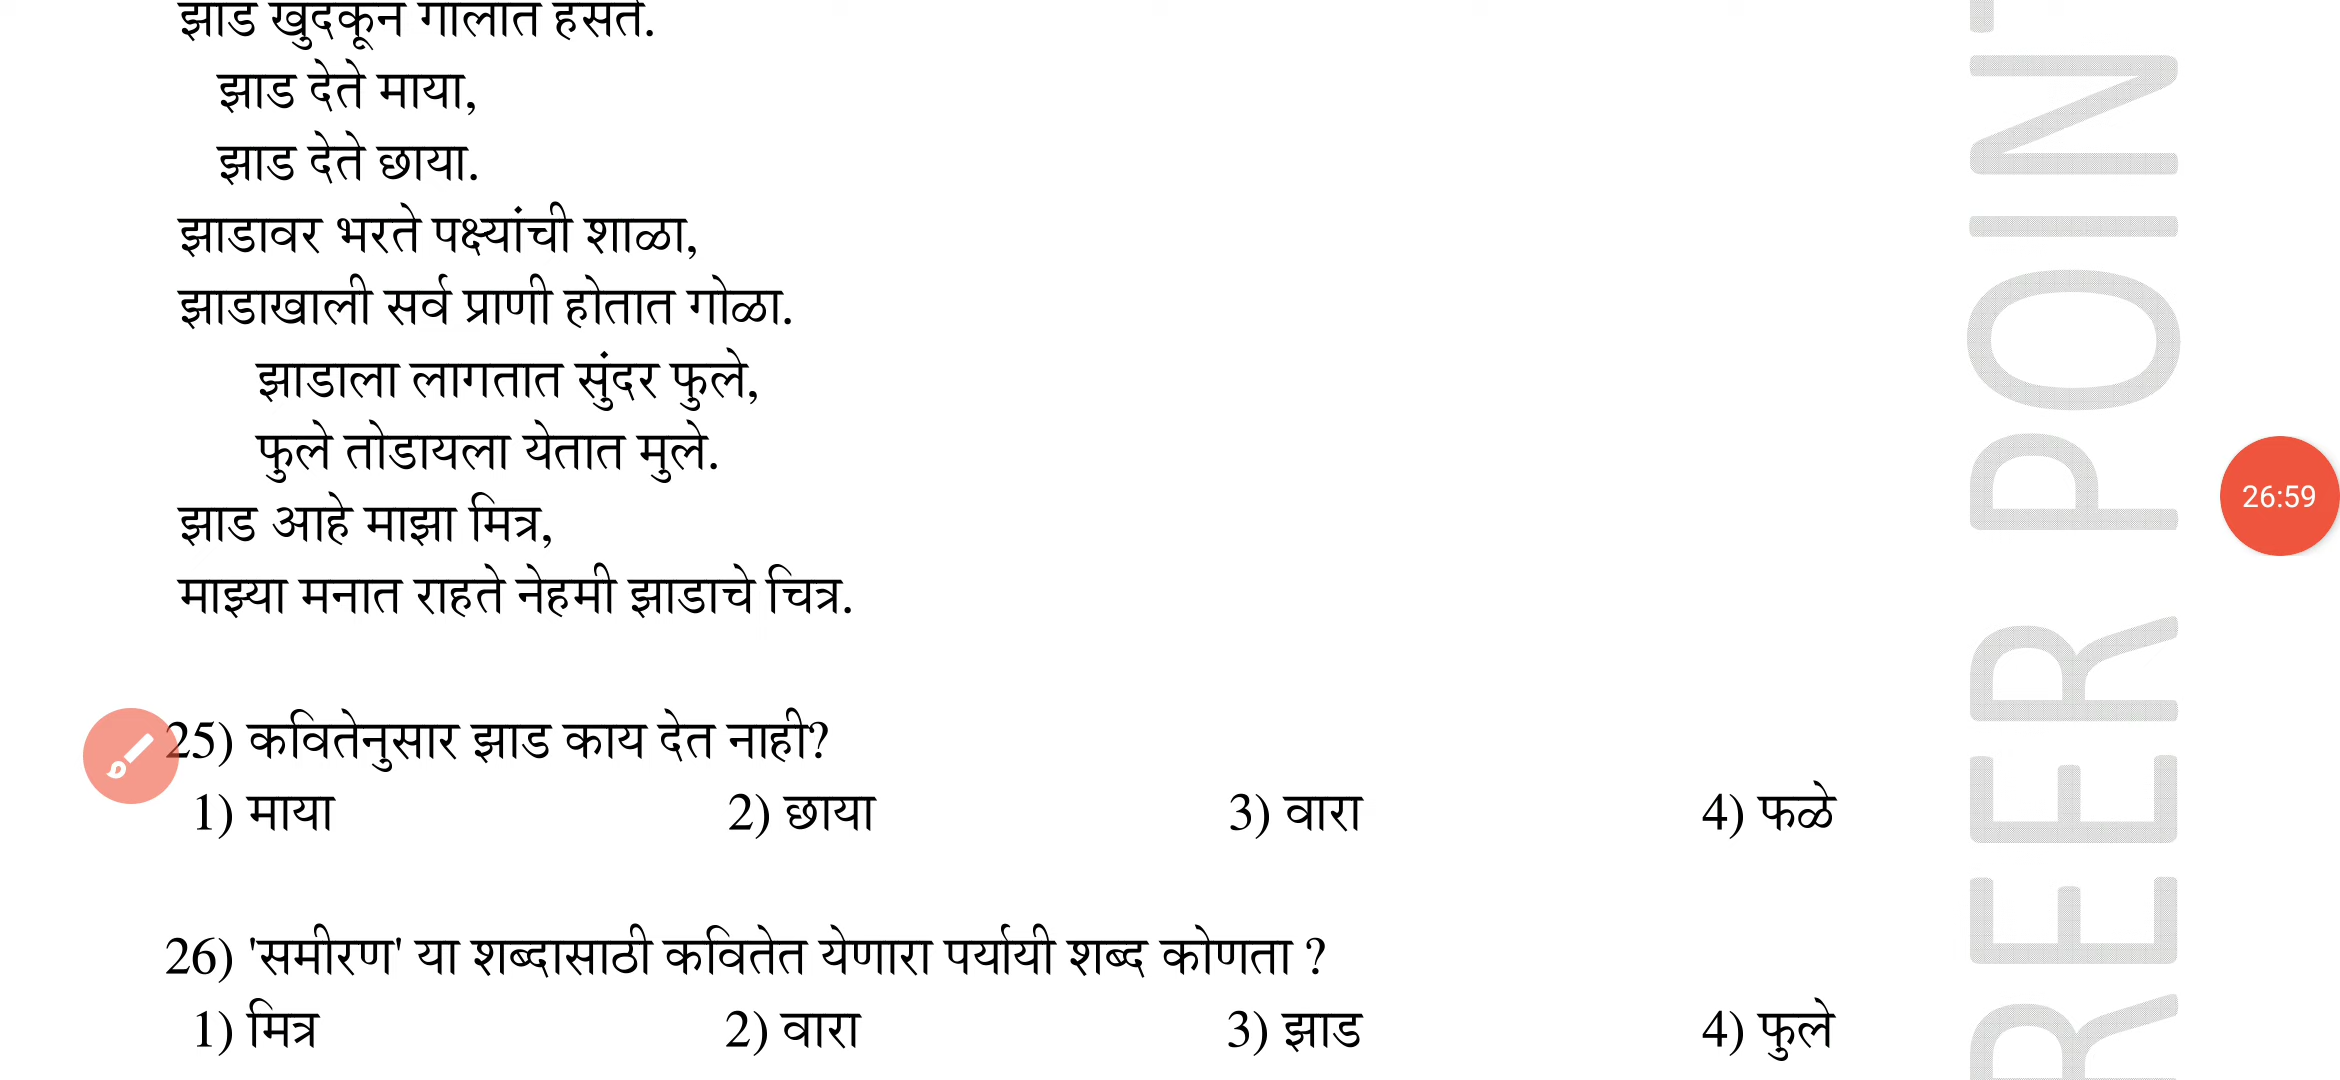 झाड खुदकून गालात हसते.
झाड देते माया,
झाड देते छाया.
झाडावर भरते पक्ष्यांची शाळा,
झाडाखाली सर्व प्राणी होतात गोळा.
झाडाला लागतात सुंदर फुले,
फुले तोडायला येतात मुले.
झाड आहे माझा मित्र,
माझ्या मनात राहते नेहमी झाडाचे चित्र.
25) कवितेनुसार झाड काय देत नाही?
1) माया 2) छाया 3) वारा 4) फळे
26) 'समीरण' या शब्दासाठी कवितेत येणारा पर्यायी शब्द कोणता ?
1) मित्र 2) वारा 3) झाड 4) फुले
REER POINT
26:59